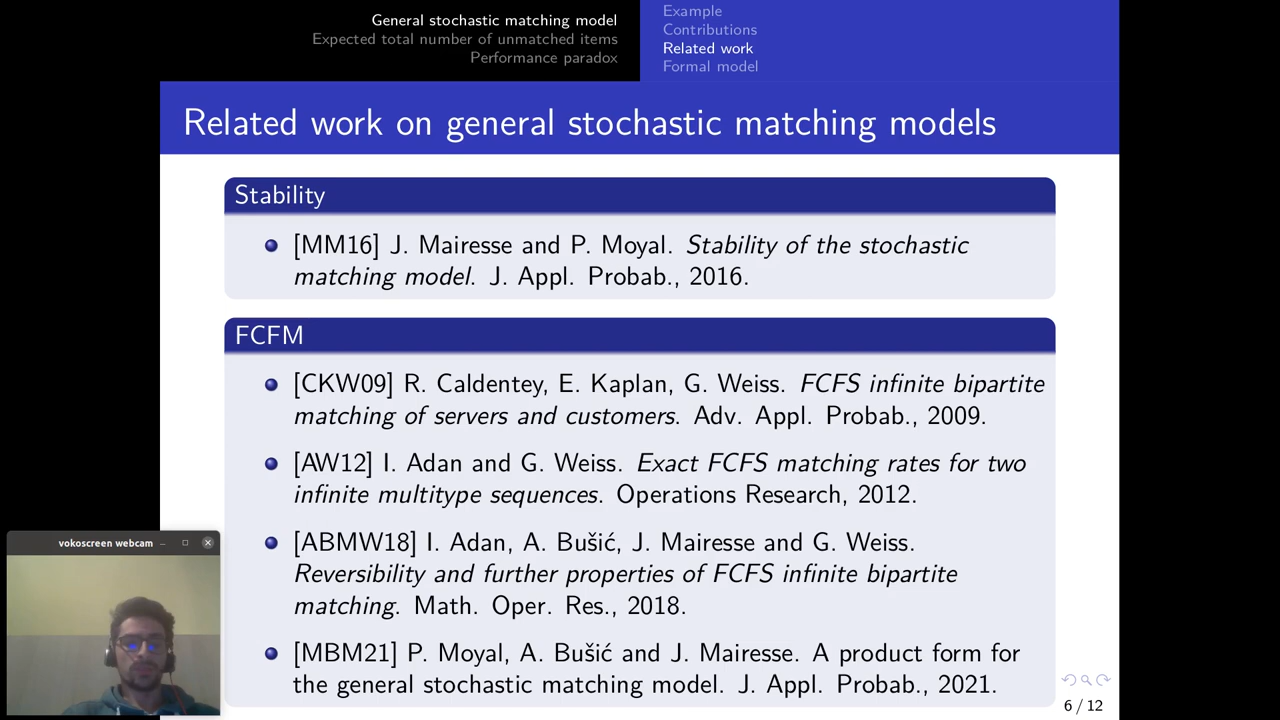 General stochastic matching model
Expected total number of unmatched items
Performance paradox
Example
Contributions
Related work
Formal model
Related work on general stochastic matching models
Stability
[MM16] J. Mairesse and P. Moyal. Stability of the stochastic
matching model. J. Appl. Probab., 2016.
FCFM
[CKW09] R. Caldentey, E. Kaplan, G. Weiss. FCFS infinite bipartite
matching of servers and customers. Adv. Appl. Probab., 2009.
[AW12] I. Adan and G. Weiss. Exact FCFS matching rates for two
infinite multitype sequences. Operations Research, 2012.
[ABMW18] I. Adan, A. Bušić, J. Mairesse and G. Weiss.
Reversibility and further properties of FCFS infinite bipartite
matching. Math. Oper. Res., 2018.
[MBM21] P. Moyal, A. Bušić and J. Mairesse. A product form for
the general stochastic matching model. J. Appl. Probab., 2021.
vokoscreen webcam
6 / 12